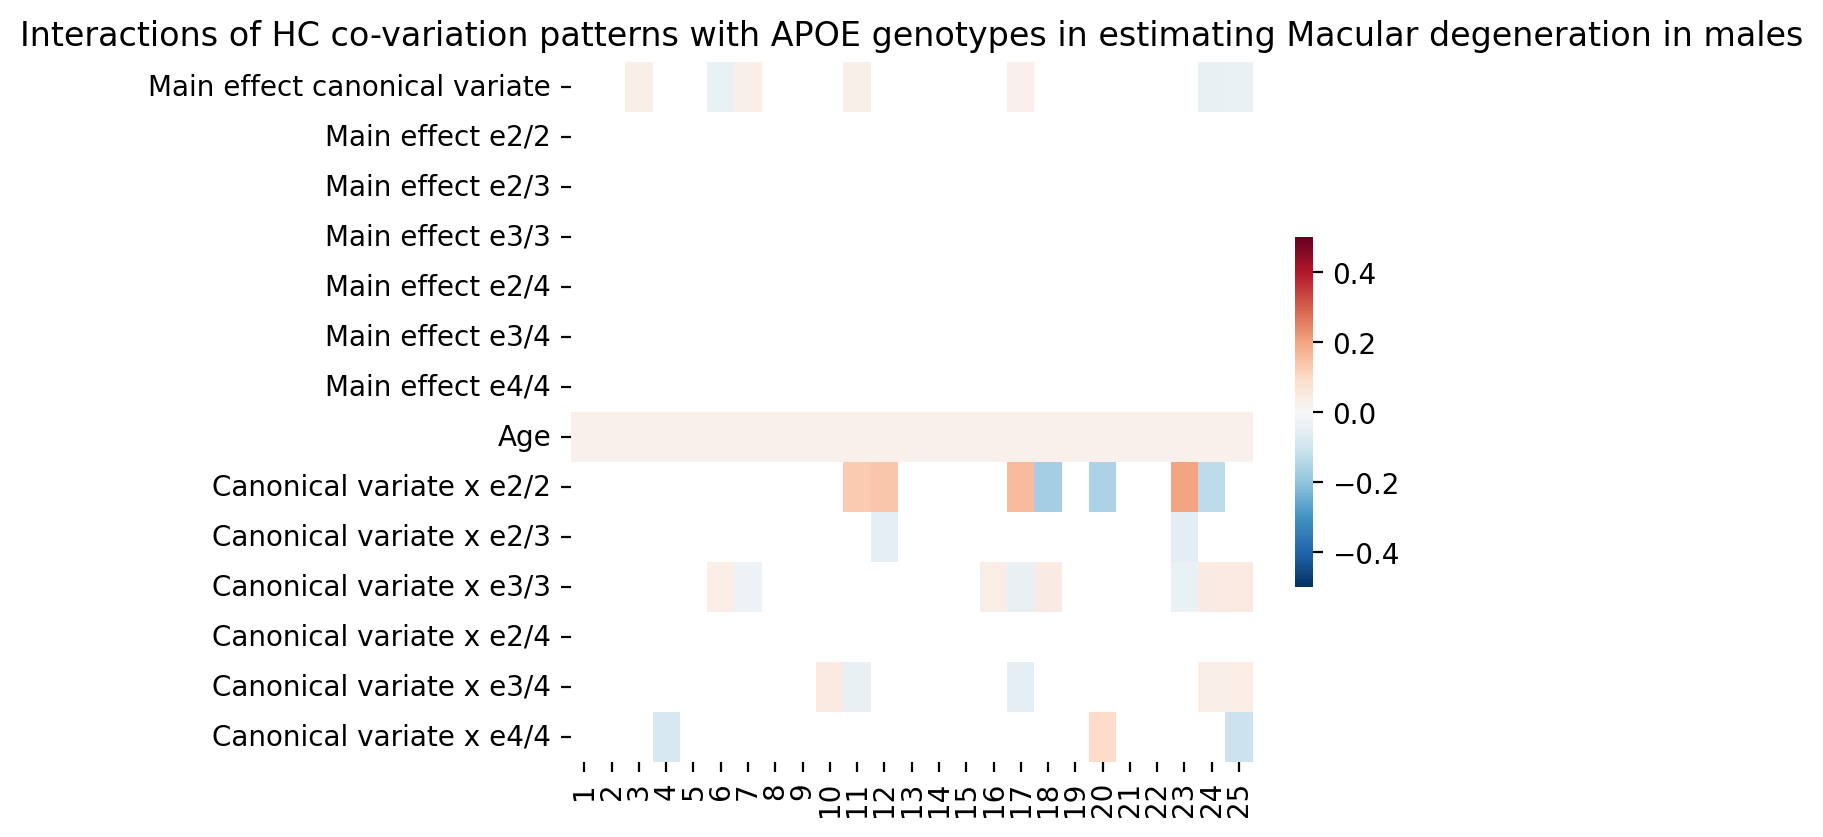 Interactions of HC co-variation patterns with APOE genotypes in estimating Macular degeneration in males
Main effect canonical variate
Main effect e2/2
Main effect e2/3
Main effect e3/3
Main effect e2/4
Main effect e3/4
Main effect e4/4
Age
Canonical variate x e2/2
Canonical variate x e2/3
Canonical variate x e3/3
Canonical variate x e2/4
Canonical variate x e3/4
Canonical variate x e4/4
1 2 3 4 5 6 7 8 9 10 11 12 13 14 15 16 17 18 19 20 21 22 23 24 25
0.4
0.2
0.0
−0.2
−0.4